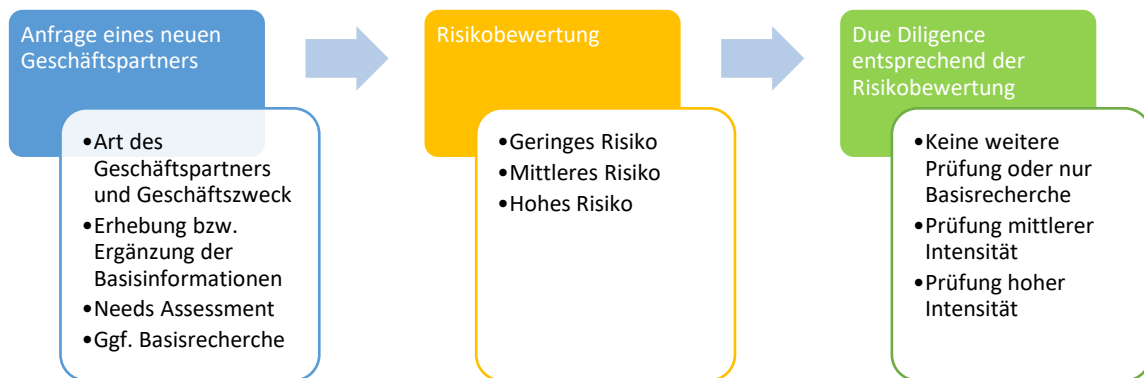 Anfrage eines neuen
Geschäftspartners
•Art des
Geschäftspartners
und Geschäftszweck
•Erhebung bzw.
Ergänzung der
Basisinformationen
•Needs Assessment
•Ggf. Basisrecherche
Risikobewertung
•Geringes Risiko
•Mittleres Risiko
•Hohes Risiko
Due Diligence
entsprechend der
Risikobewertung
•Keine weitere
Prüfung oder nur
Basisrecherche
•Prüfung mittlerer
Intensität
•Prüfung hoher
Intensität